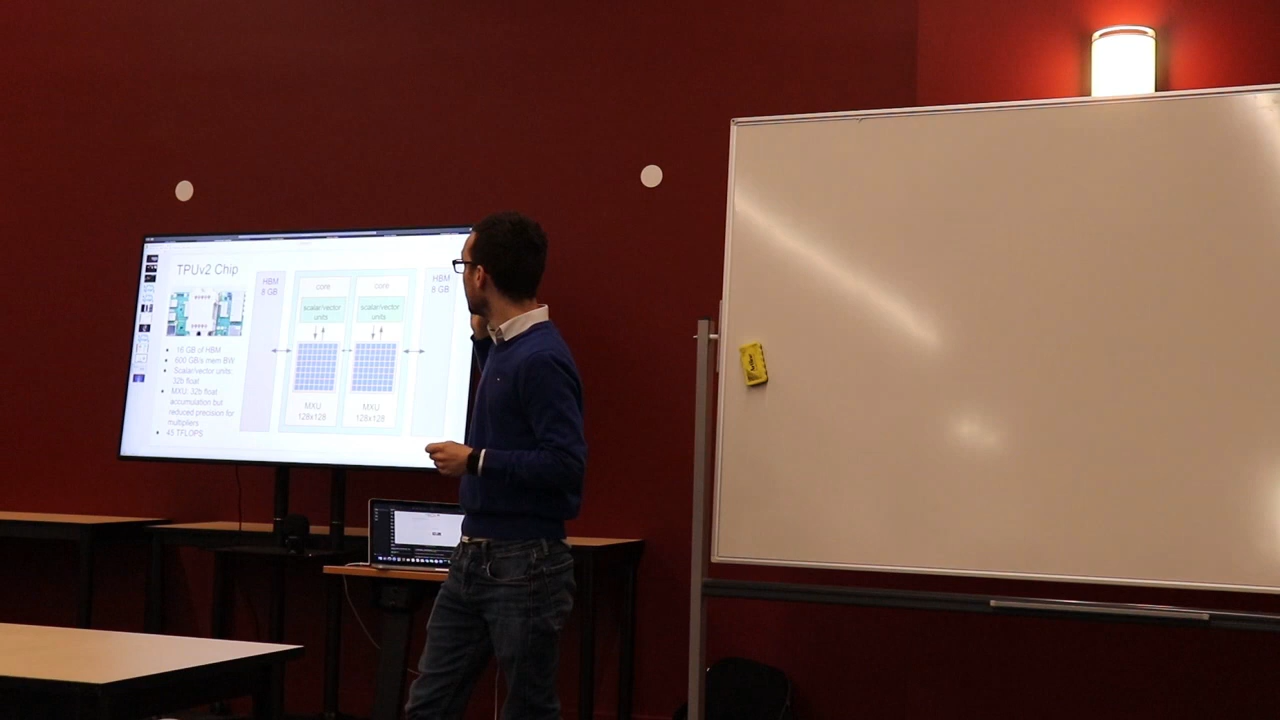 TPUv2 Chip
HBM
8 GB
core
core
HBM
8 GB
scalar/vector
units
scalar/vector
units
• 16 GB of HBM
• 600 GB/s mem BW
• Scalar/vector units:
32b float
• MXU: 32b float
accumulation but
reduced precision for
multipliers
• 45 TFLOPS
MXU
128x128
MXU
128x128